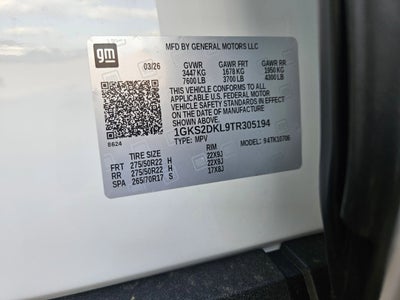 gm
MFD BY GENERAL MOTORS LLC
03/26 GVWR GAWR FRT GAWR RR
3447 KG 1678 KG 1950 KG
7600 LB 3700 LB 4300 LB
THIS VEHICLE CONFORMS TO ALL
APPLICABLE U.S. FEDERAL MOTOR
VEHICLE SAFETY STANDARDS IN
EFFECT ON THE DATE OF
MANUFACTURE SHOWN ABOVE.
1GKS2DKL9TR305194
8624 TYPE: MPV MODEL: 94TK10706
TIRE SIZE RIM
FRT 275/50R22 H 22X9J
RR 275/50R22 H 22X9J
SPA 265/70R17 S 17X8J